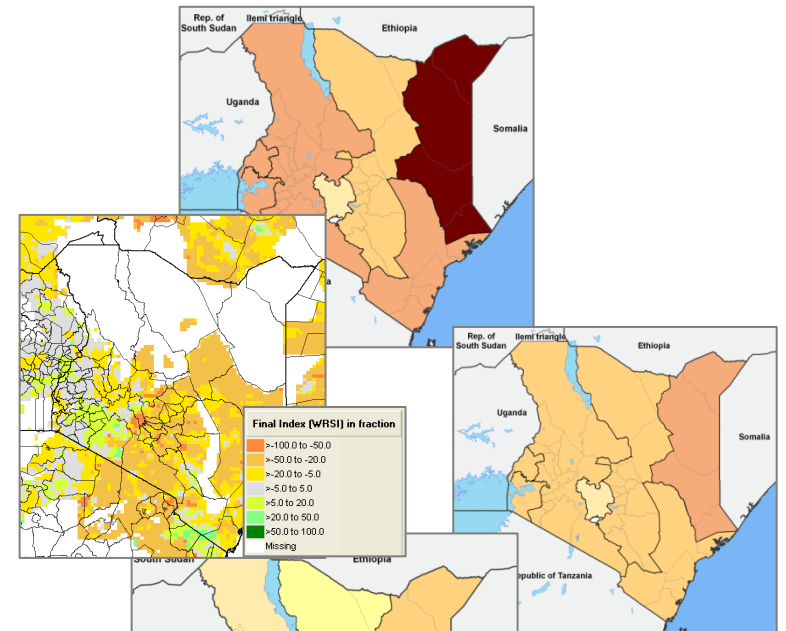 Rep. of
South Sudan
Ilemi triangle
Ethiopia
Uganda
Somalia
a
Final Index (WRSI) in fraction
>-100.0 to -50.0
>-50.0 to -20.0
>-20.0 to -5.0
>-5.0 to 5.0
>5.0 to 20.0
>20.0 to 50.0
>50.0 to 100.0
Missing
Rep. of
South Sudan
Ilemi triangle
Ethiopia
Uganda
Somalia
epublic of Tanzania
South Sudan
Ethiopia